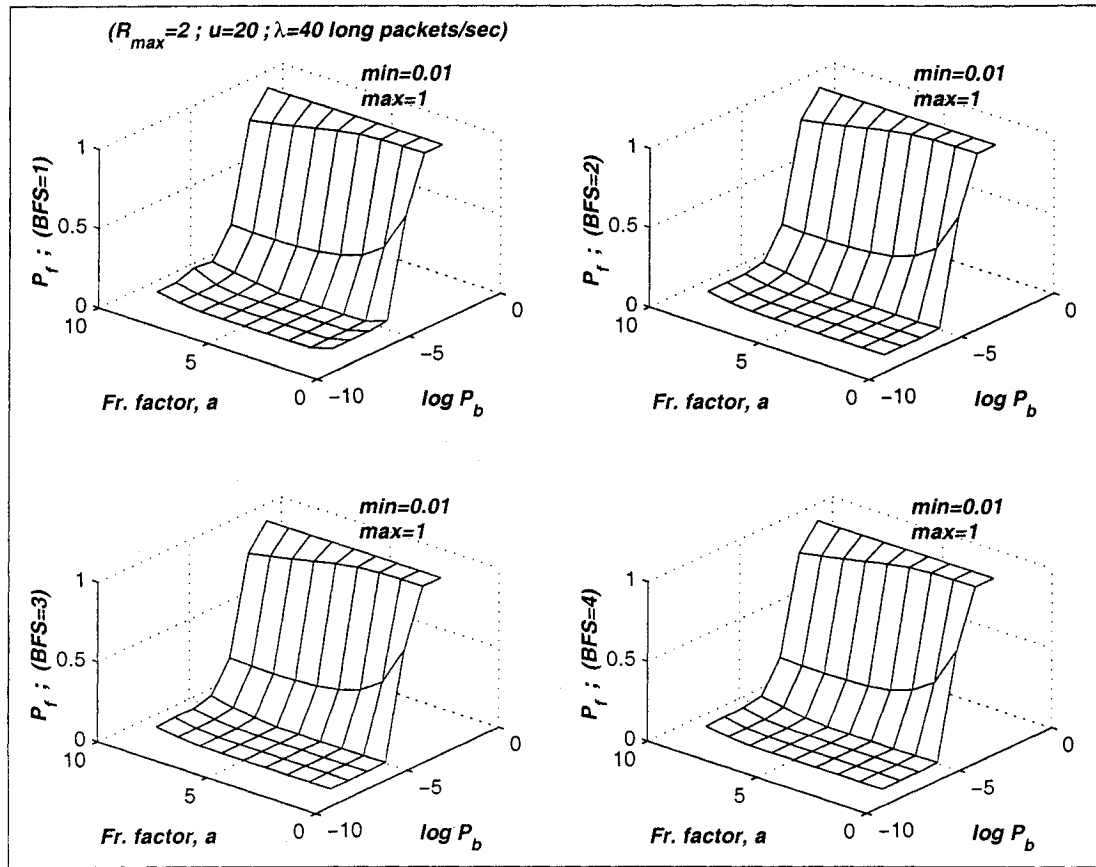 (R_max=2 ; u=20 ; λ=40 long packets/sec)
min=0.01
max=1
P_f ; (BFS=1)
1
0.5
0
10
5
0
Fr. factor, a
−10
−5
0
log P_b
min=0.01
max=1
P_f ; (BFS=2)
1
0.5
0
10
5
0
Fr. factor, a
−10
−5
0
log P_b
min=0.01
max=1
P_f ; (BFS=3)
1
0.5
0
10
5
0
Fr. factor, a
−10
−5
0
log P_b
min=0.01
max=1
P_f ; (BFS=4)
1
0.5
0
10
5
0
Fr. factor, a
−10
−5
0
log P_b